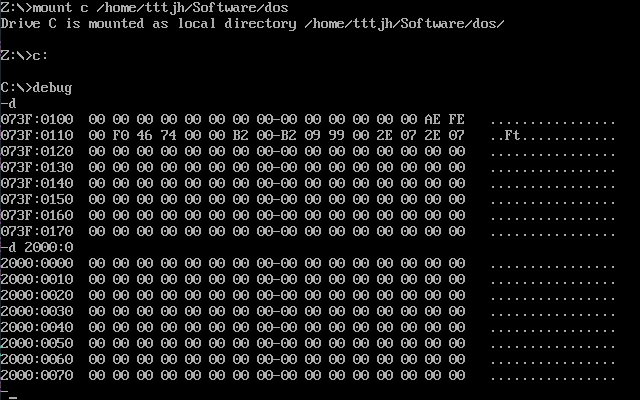 Z:\>mount c /home/tttjh/Software/dos
Drive C is mounted as local directory /home/tttjh/Software/dos/
Z:\>c:
C:\>debug
-d
073F:0100  00 00 00 00 00 00 00 00-00 00 00 00 00 00 AE FE   ................
073F:0110  00 F0 46 74 00 00 B2 00-B2 09 99 00 2E 07 2E 07   ..Ft............
073F:0120  00 00 00 00 00 00 00 00-00 00 00 00 00 00 00 00   ................
073F:0130  00 00 00 00 00 00 00 00-00 00 00 00 00 00 00 00   ................
073F:0140  00 00 00 00 00 00 00 00-00 00 00 00 00 00 00 00   ................
073F:0150  00 00 00 00 00 00 00 00-00 00 00 00 00 00 00 00   ................
073F:0160  00 00 00 00 00 00 00 00-00 00 00 00 00 00 00 00   ................
073F:0170  00 00 00 00 00 00 00 00-00 00 00 00 00 00 00 00   ................
-d 2000:0
2000:0000  00 00 00 00 00 00 00 00-00 00 00 00 00 00 00 00   ................
2000:0010  00 00 00 00 00 00 00 00-00 00 00 00 00 00 00 00   ................
2000:0020  00 00 00 00 00 00 00 00-00 00 00 00 00 00 00 00   ................
2000:0030  00 00 00 00 00 00 00 00-00 00 00 00 00 00 00 00   ................
2000:0040  00 00 00 00 00 00 00 00-00 00 00 00 00 00 00 00   ................
2000:0050  00 00 00 00 00 00 00 00-00 00 00 00 00 00 00 00   ................
2000:0060  00 00 00 00 00 00 00 00-00 00 00 00 00 00 00 00   ................
2000:0070  00 00 00 00 00 00 00 00-00 00 00 00 00 00 00 00   ................
-_